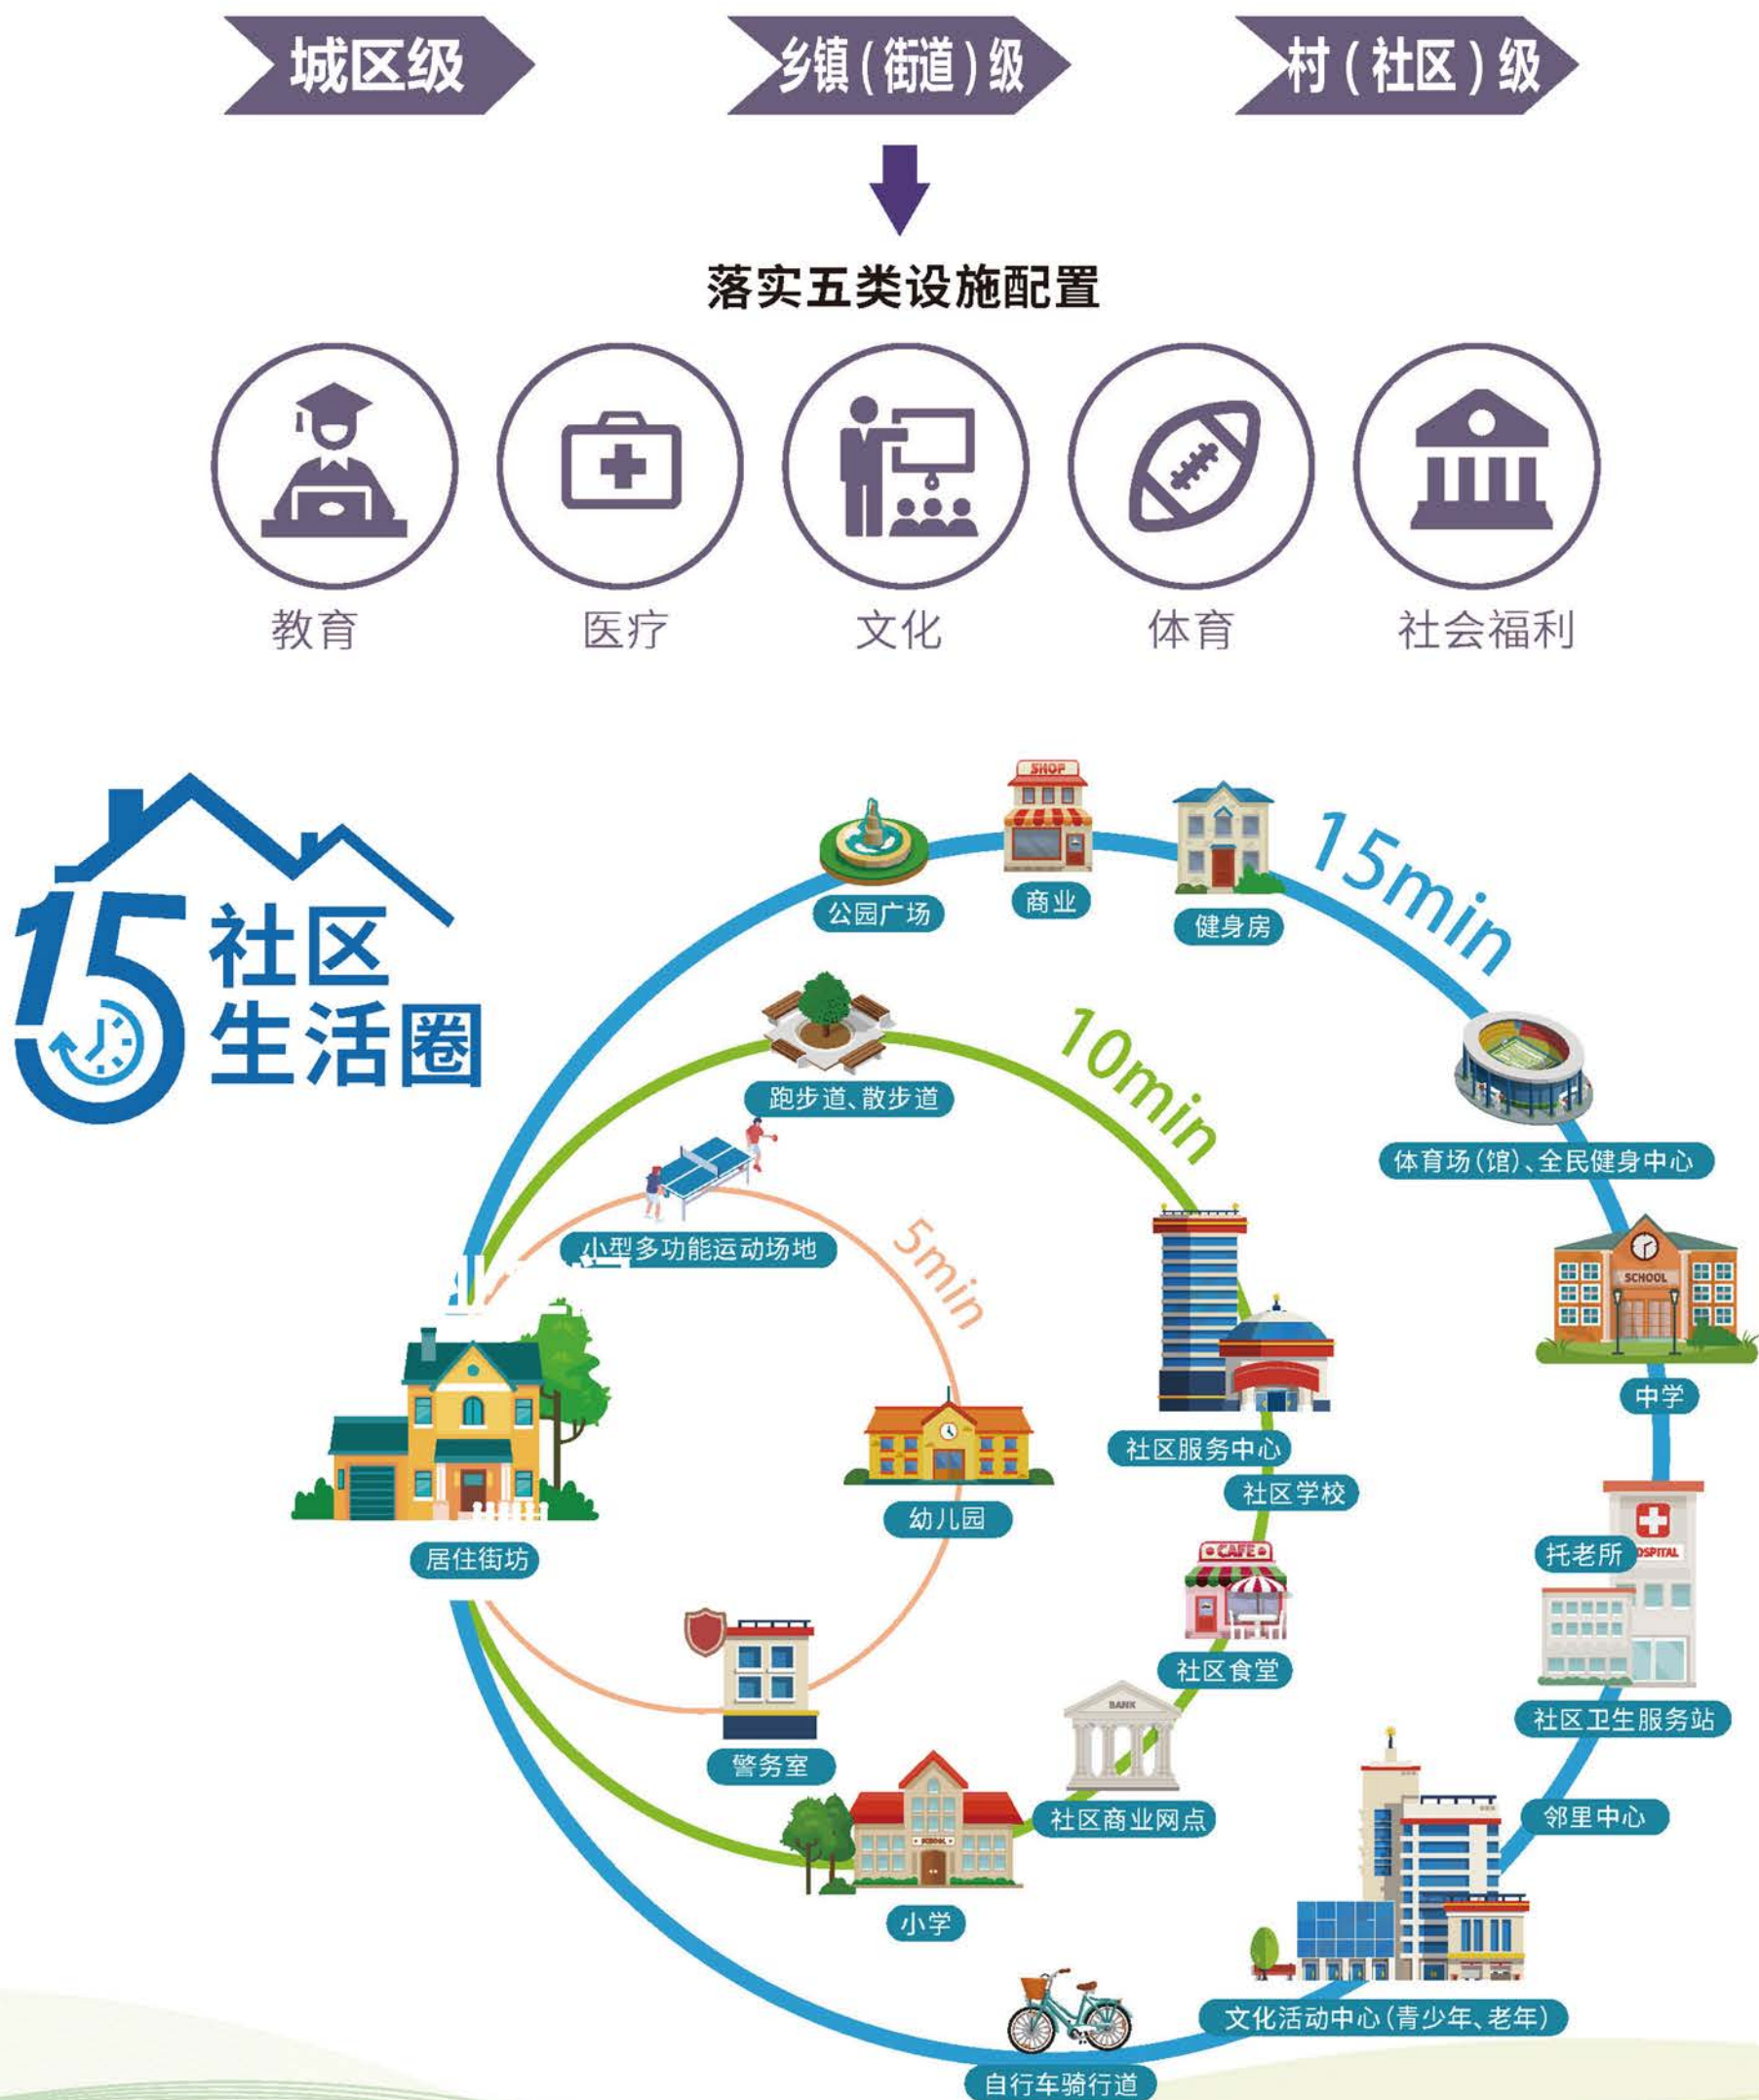 城区级
乡镇(街道)级
村(社区)级
落实五类设施配置
教育
医疗
文化
体育
社会福利
15
社区
生活圈
SHOP
公园广场
商业
健身房
15min
跑步道、散步道
10min
体育场(馆)、全民健身中心
小型多功能运动场地
5min
SCHOOL
中学
社区服务中心
社区学校
幼儿园
居住街坊
CAFE
托老所
社区食堂
社区卫生服务站
BANK
警务室
社区商业网点
邻里中心
SCHOOL
小学
文化活动中心(青少年、老年)
自行车骑行道